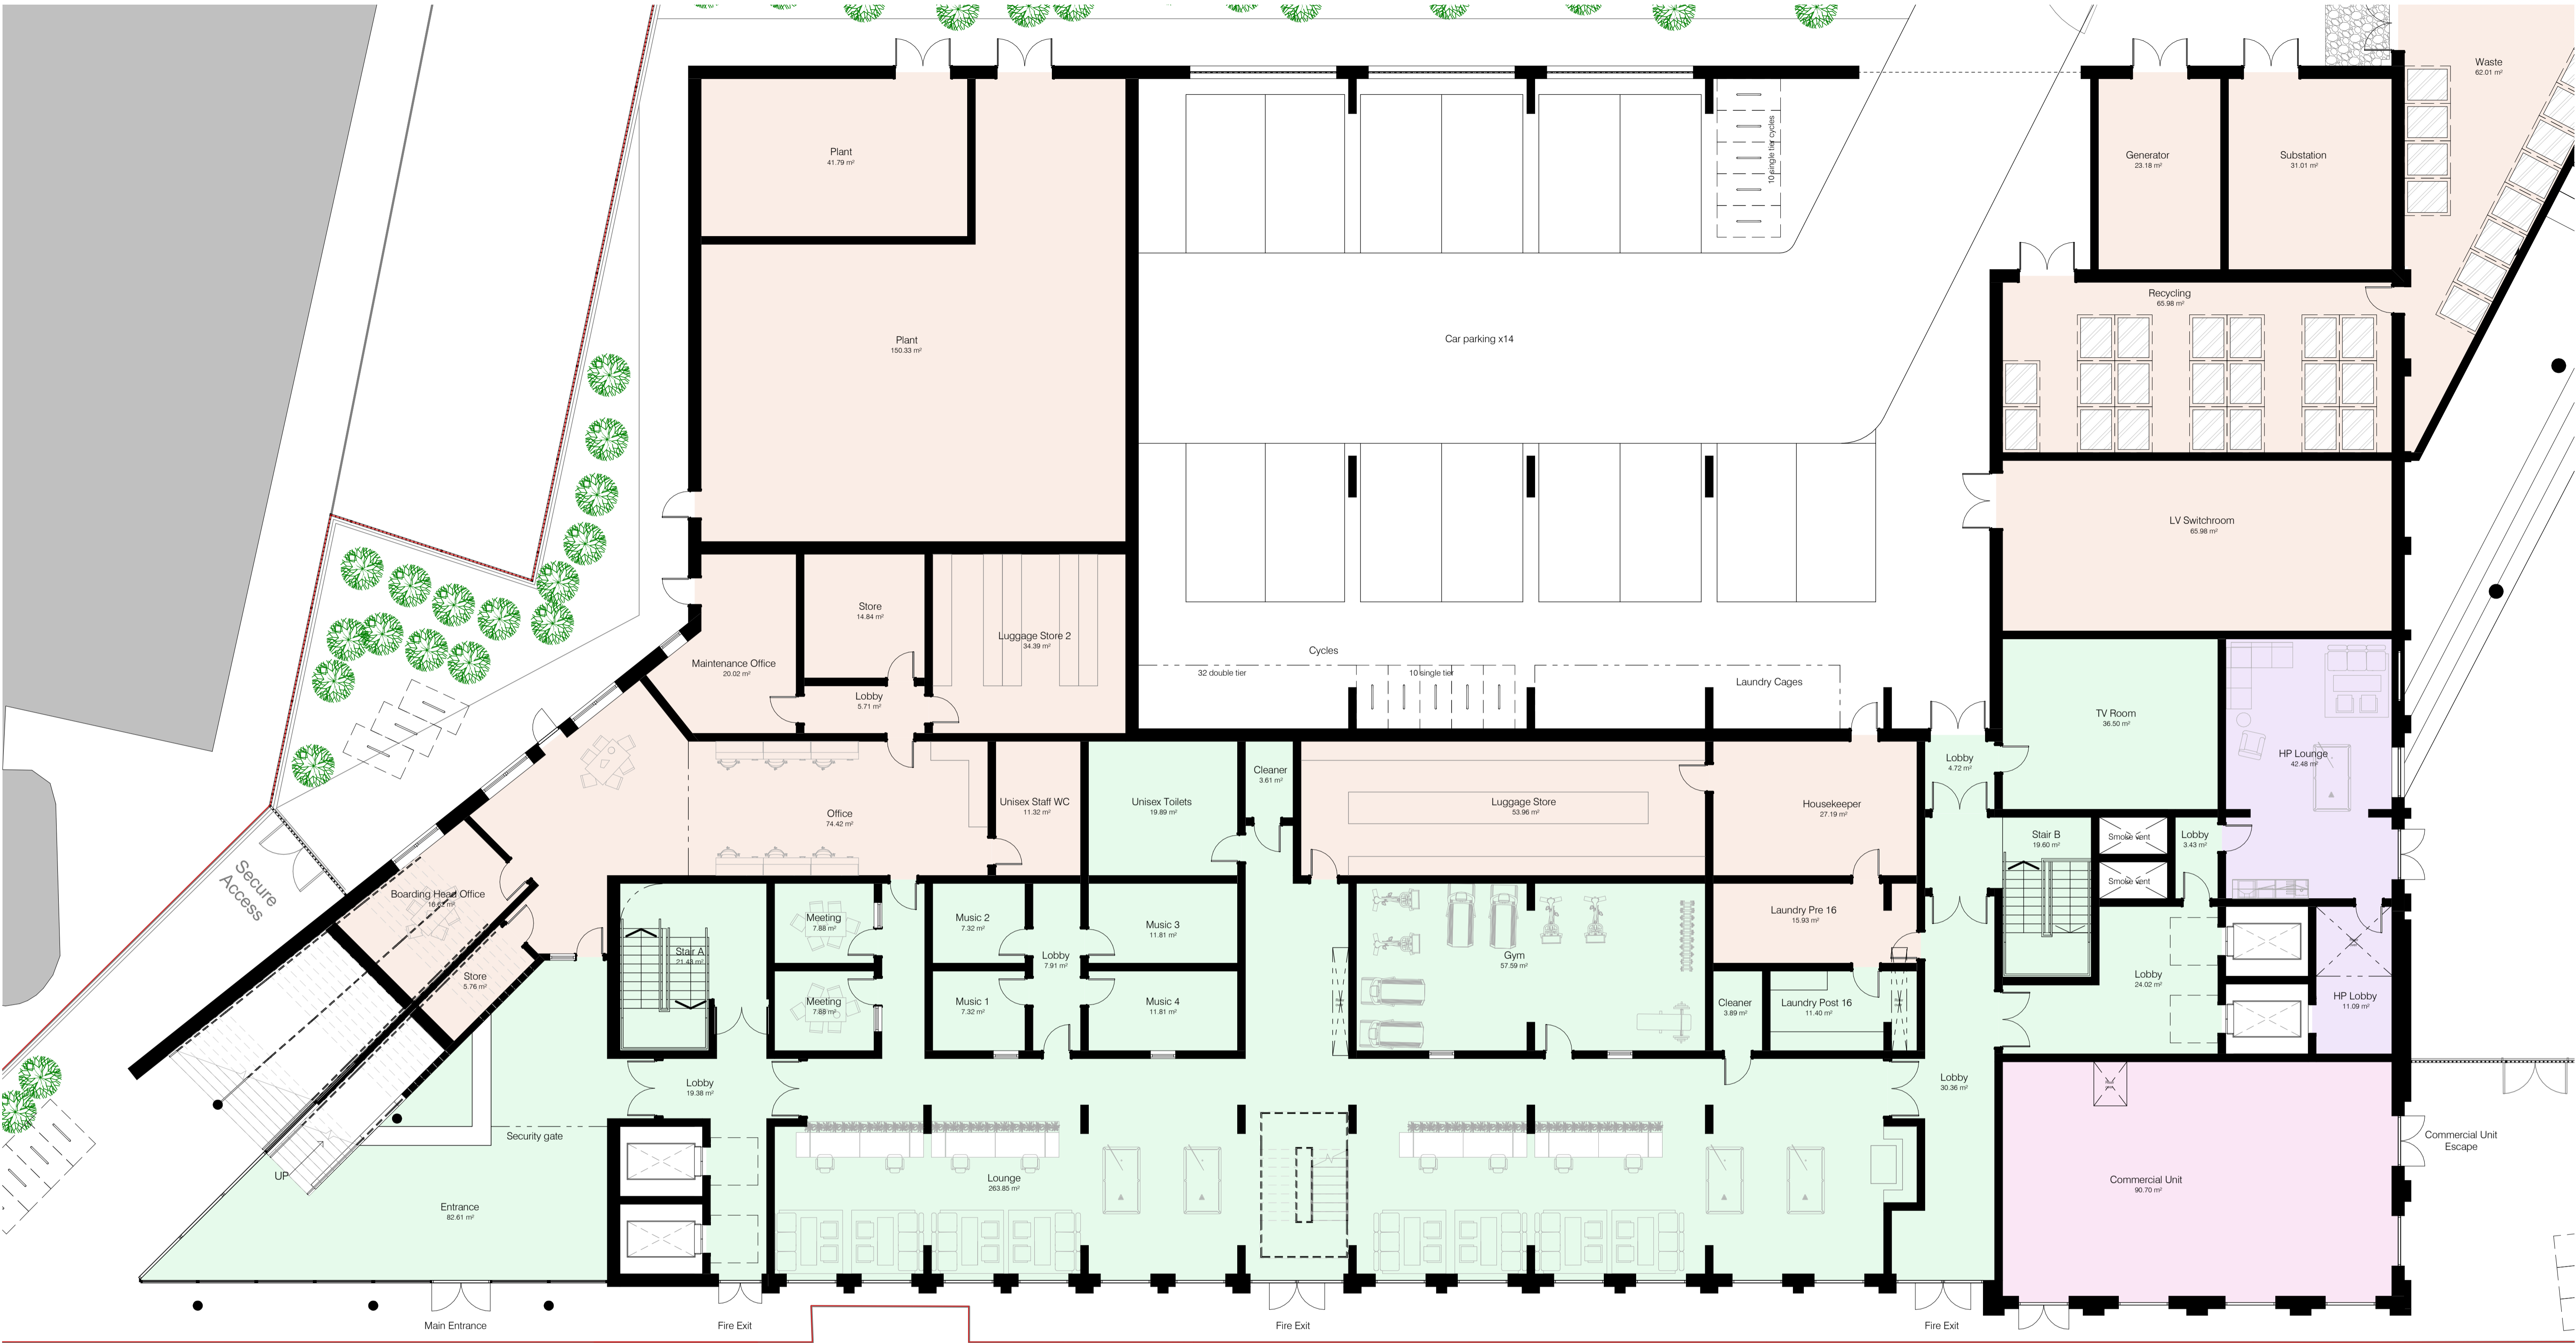 Waste
62.01 m²
Plant
41.79 m²
10 single tier cycles
Generator
23.18 m²
Substation
31.01 m²
Recycling
65.98 m²
Plant
150.33 m²
Car parking x14
LV Switchroom
65.98 m²
Store
14.84 m²
Luggage Store 2
34.39 m²
Maintenance Office
20.02 m²
Lobby
5.71 m²
Cycles
32 double tier
10 single tier
Laundry Cages
TV Room
36.50 m²
HP Lounge
42.48 m²
Lobby
4.72 m²
Cleaner
3.61 m²
Office
74.42 m²
Unisex Staff WC
11.32 m²
Unisex Toilets
19.89 m²
Luggage Store
53.96 m²
Housekeeper
27.19 m²
Stair B
19.60 m²
Smoke vent
Lobby
3.43 m²
Smoke vent
Secure
Access
Boarding Head Office
16.62 m²
Meeting
7.88 m²
Music 2
7.32 m²
Music 3
11.81 m²
Laundry Pre 16
15.93 m²
Stair A
21.43 m²
Lobby
7.91 m²
Gym
57.59 m²
Store
5.76 m²
Lobby
24.02 m²
Meeting
7.88 m²
Music 1
7.32 m²
Music 4
11.81 m²
Cleaner
3.89 m²
Laundry Post 16
11.40 m²
HP Lobby
11.09 m²
Lobby
19.38 m²
Lobby
30.36 m²
Security gate
Commercial Unit
Escape
UP
Lounge
263.85 m²
Commercial Unit
90.70 m²
Entrance
82.61 m²
Main Entrance
Fire Exit
Fire Exit
Fire Exit